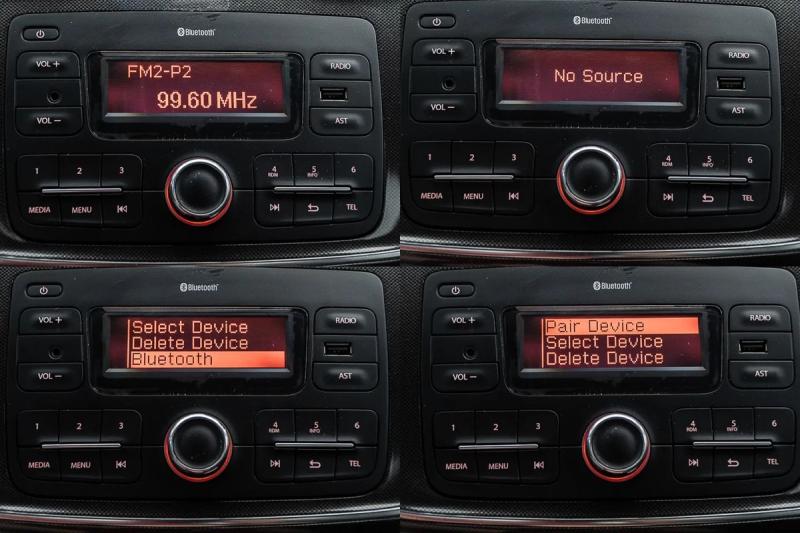 Bluetooth
VOL +
FM2-P2
RADIO
99.60 MHz
VOL −
AST
1 2 3 4 RDM 5 INFO 6
MEDIA MENU TEL
Bluetooth
VOL +
No Source
RADIO
VOL −
AST
1 2 3 4 RDM 5 INFO 6
MEDIA MENU TEL
Bluetooth
VOL +
Select Device
RADIO
Delete Device
Bluetooth
VOL −
AST
1 2 3 4 RDM 5 INFO 6
MEDIA MENU TEL
Bluetooth
VOL +
Pair Device
RADIO
Select Device
Delete Device
VOL −
AST
1 2 3 4 RDM 5 INFO 6
MEDIA MENU TEL